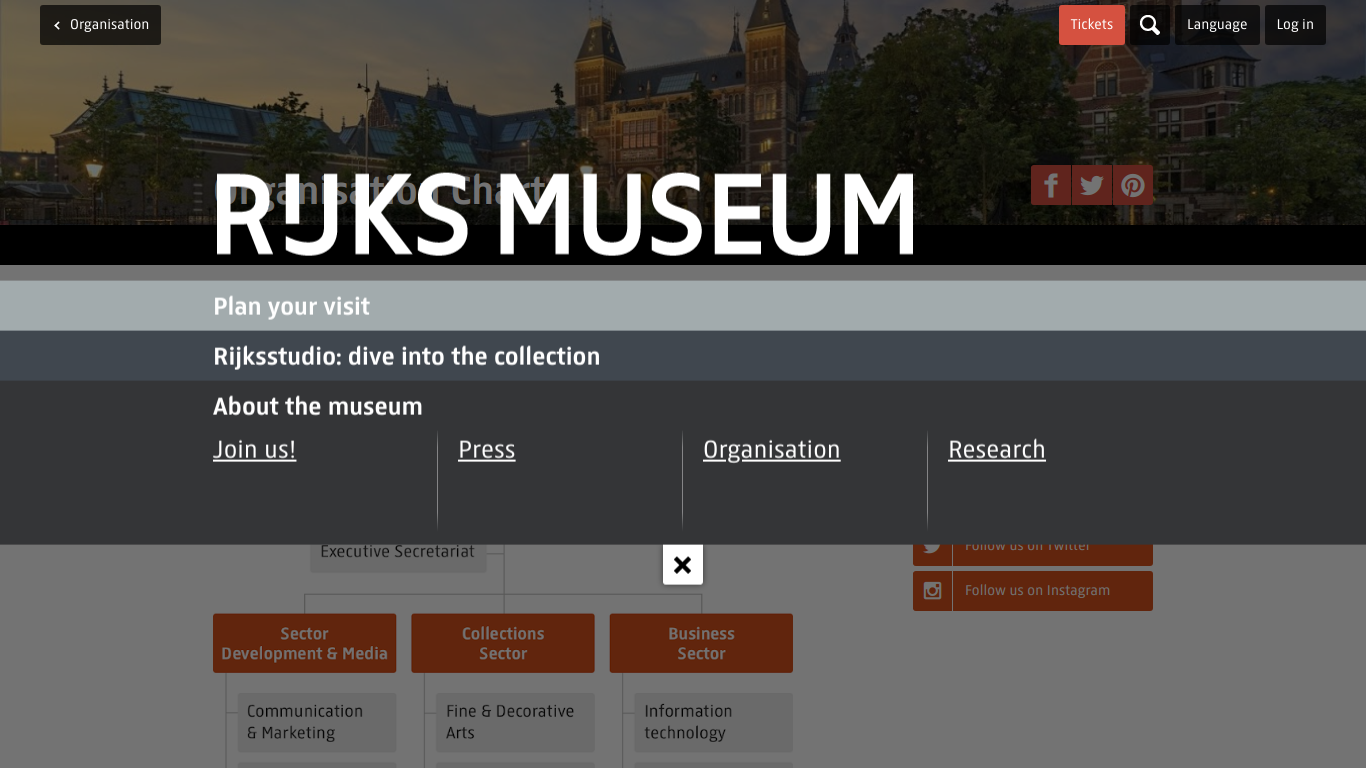 Organisation
Tickets
Language
Log in
Organisation Chart
RIJKS MUSEUM
Plan your visit
Rijksstudio: dive into the collection
About the museum
Join us!
Press
Organisation
Research
Executive Secretariat
Follow us on Twitter
Follow us on Instagram
Sector
Development & Media
Collections
Sector
Business
Sector
Communication
& Marketing
Fine & Decorative
Arts
Information
technology